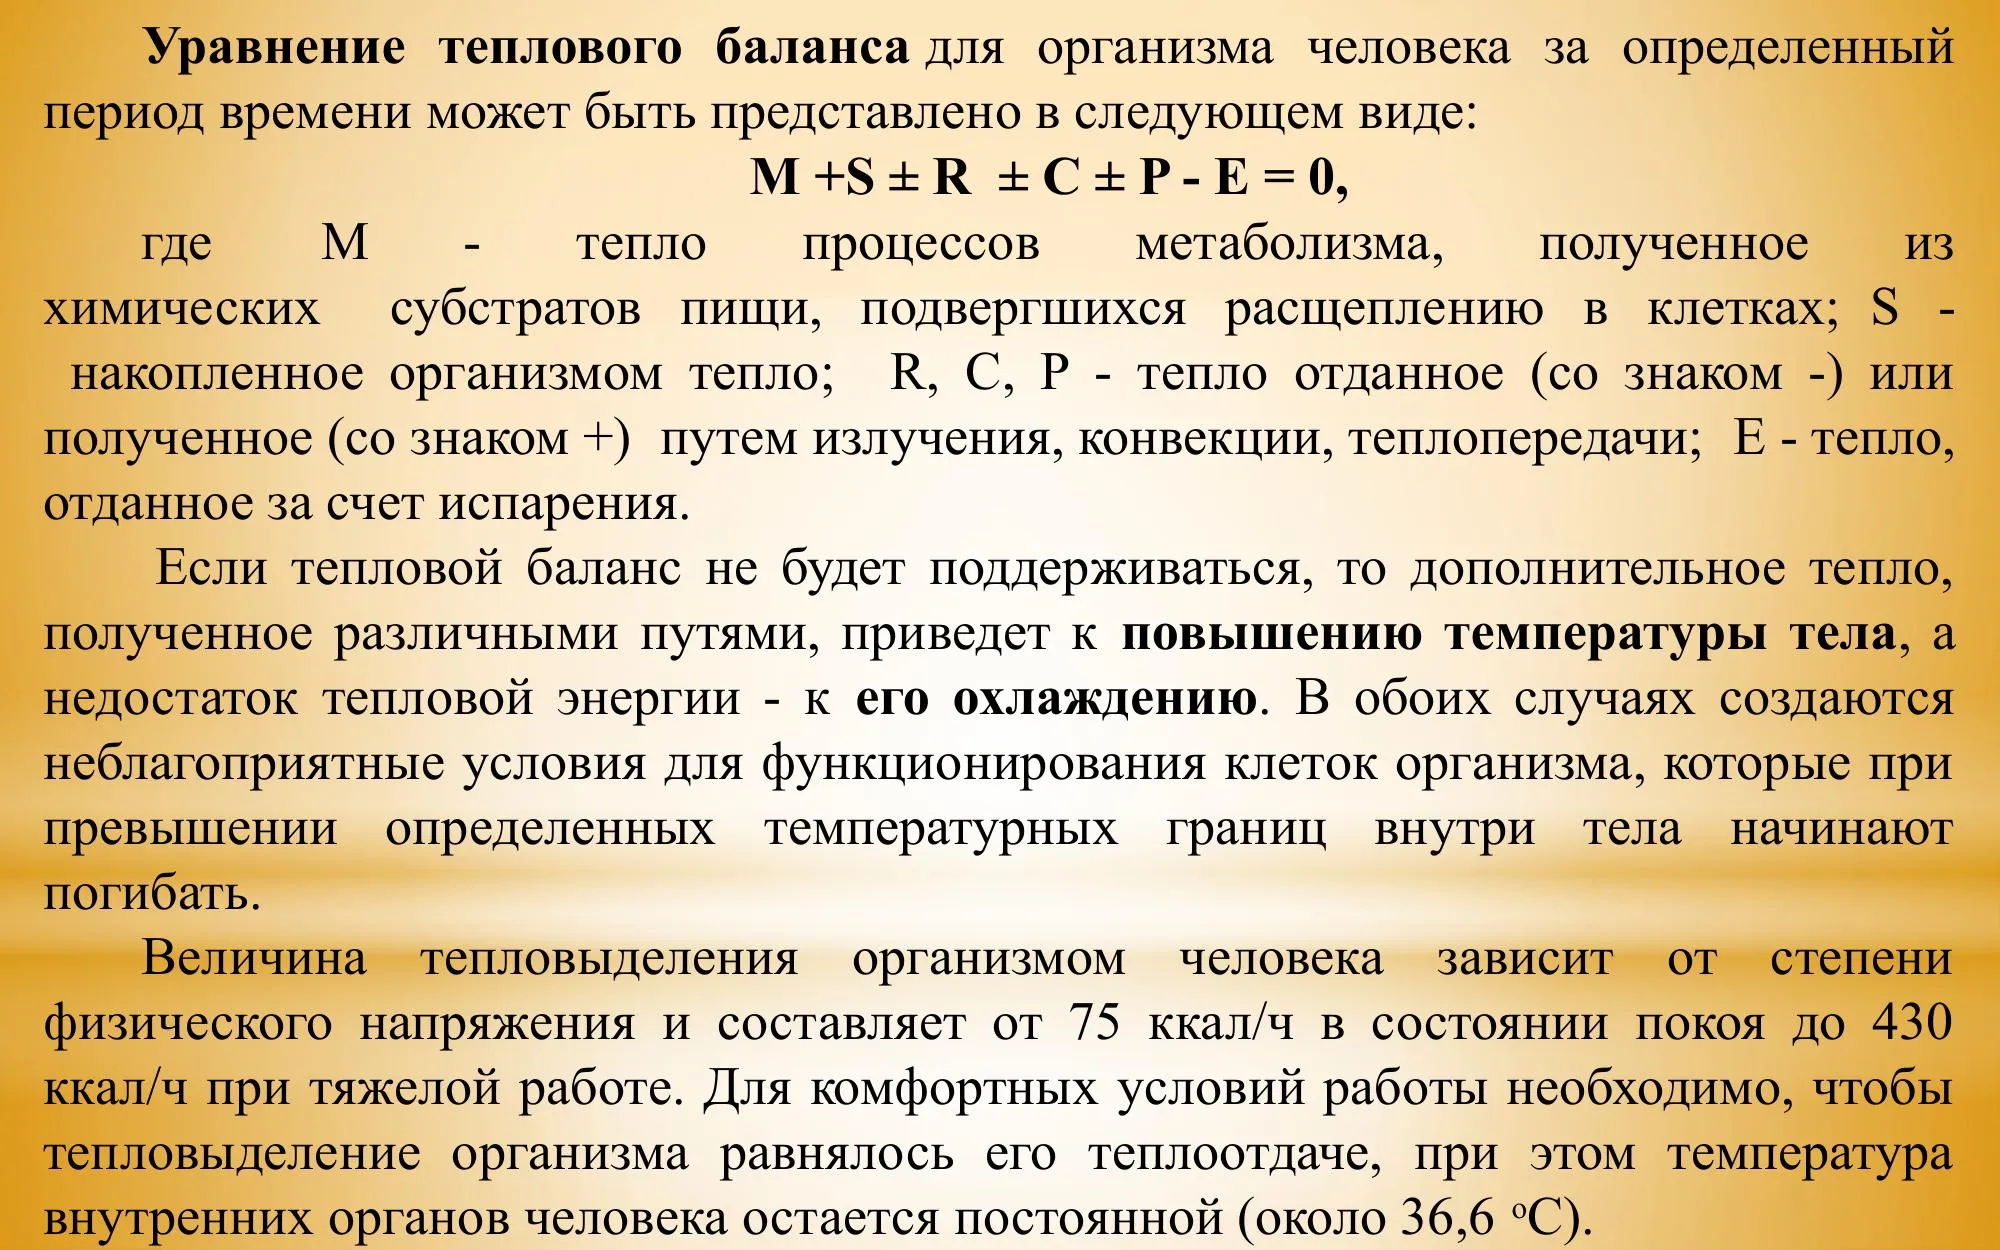 Уравнение теплового баланса для организма человека за определенный
период времени может быть представлено в следующем виде:
M +S ± R ± C ± P - E = 0,
где М - тепло процессов метаболизма, полученное из
химических субстратов пищи, подвергшихся расщеплению в клетках; S -
накопленное организмом тепло; R, C, P - тепло отданное (со знаком -) или
полученное (со знаком +) путем излучения, конвекции, теплопередачи; E - тепло,
отданное за счет испарения.
Если тепловой баланс не будет поддерживаться, то дополнительное тепло,
полученное различными путями, приведет к повышению температуры тела, а
недостаток тепловой энергии - к его охлаждению. В обоих случаях создаются
неблагоприятные условия для функционирования клеток организма, которые при
превышении определенных температурных границ внутри тела начинают
погибать.
Величина тепловыделения организмом человека зависит от степени
физического напряжения и составляет от 75 ккал/ч в состоянии покоя до 430
ккал/ч при тяжелой работе. Для комфортных условий работы необходимо, чтобы
тепловыделение организма равнялось его теплоотдаче, при этом температура
внутренних органов человека остается постоянной (около 36,6 ᵒС).